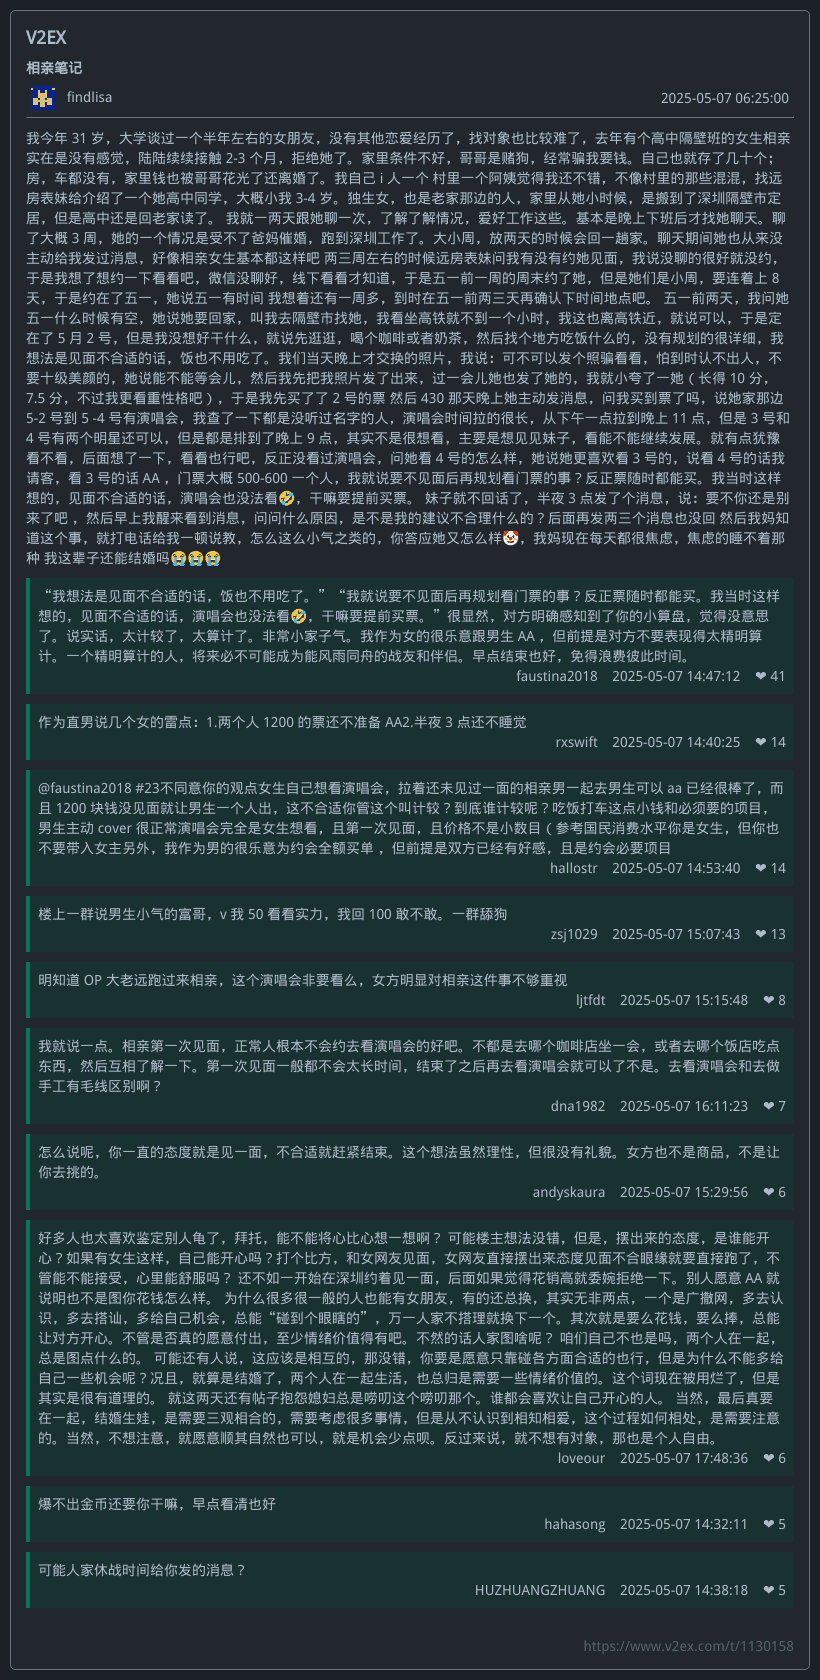 V2EX
相亲笔记
findlisa
2025-05-07 06:25:00
我今年 31 岁，大学谈过一个半年左右的女朋友，没有其他恋爱经历了，找对象也比较难了，去年有个高中隔壁班的女生相亲
实在是没有感觉，陆陆续续接触 2-3 个月，拒绝她了。家里条件不好，哥哥是赌狗，经常骗我要钱。自己也就存了几十个；
房，车都没有，家里钱也被哥哥花光了还离婚了。我自己 i 人一个 村里一个阿姨觉得我还不错，不像村里的那些混混，找远
房表妹给介绍了一个她高中同学，大概小我 3-4 岁。独生女，也是老家那边的人，家里从她小时候，是搬到了深圳隔壁市定
居，但是高中还是回老家读了。 我就一两天跟她聊一次，了解了解情况，爱好工作这些。基本是晚上下班后才找她聊天。聊
了大概 3 周，她的一个情况是受不了爸妈催婚，跑到深圳工作了。大小周，放两天的时候会回一趟家。聊天期间她也从来没
主动给我发过消息，好像相亲女生基本都这样吧 两三周左右的时候远房表妹问我有没有约她见面，我说没聊的很好就没约，
于是我想了想约一下看看吧，微信没聊好，线下看看才知道，于是五一前一周的周末约了她，但是她们是小周，要连着上 8
天，于是约在了五一，她说五一有时间 我想着还有一周多，到时在五一前两三天再确认下时间地点吧。 五一前两天，我问她
五一什么时候有空，她说她要回家，叫我去隔壁市找她，我看坐高铁就不到一个小时，我这也离高铁近，就说可以，于是定
在了 5 月 2 号，但是我没想好干什么，就说先逛逛，喝个咖啡或者奶茶，然后找个地方吃饭什么的，没有规划的很详细，我
想法是见面不合适的话，饭也不用吃了。我们当天晚上才交换的照片，我说：可不可以发个照骗看看，怕到时认不出人，不
要十级美颜的，她说能不能等会儿，然后我先把我照片发了出来，过一会儿她也发了她的，我就小夸了一她（长得 10 分，
7.5 分，不过我更看重性格吧），于是我先买了了 2 号的票 然后 430 那天晚上她主动发消息，问我买到票了吗，说她家那边
5-2 号到 5 -4 号有演唱会，我查了一下都是没听过名字的人，演唱会时间拉的很长，从下午一点拉到晚上 11 点，但是 3 号和
4 号有两个明星还可以，但是都是排到了晚上 9 点，其实不是很想看，主要是想见见妹子，看能不能继续发展。就有点犹豫
看不看，后面想了一下，看看也行吧，反正没看过演唱会，问她看 4 号的怎么样，她说她更喜欢看 3 号的，说看 4 号的话我
请客，看 3 号的话 AA ，门票大概 500-600 一个人，我就说要不见面后再规划看门票的事？反正票随时都能买。我当时这样
想的，见面不合适的话，演唱会也没法看🤣，干嘛要提前买票。 妹子就不回话了，半夜 3 点发了个消息，说：要不你还是别
来了吧 ，然后早上我醒来看到消息，问问什么原因，是不是我的建议不合理什么的？后面再发两三个消息也没回 然后我妈知
道这个事，就打电话给我一顿说教，怎么这么小气之类的，你答应她又怎么样🤡，我妈现在每天都很焦虑，焦虑的睡不着那
种 我这辈子还能结婚吗😭😭😭
“我想法是见面不合适的话，饭也不用吃了。” “我就说要不见面后再规划看门票的事？反正票随时都能买。我当时这样
想的，见面不合适的话，演唱会也没法看🤣，干嘛要提前买票。”很显然，对方明确感知到了你的小算盘，觉得没意思
了。说实话，太计较了，太算计了。非常小家子气。我作为女的很乐意跟男生 AA ，但前提是对方不要表现得太精明算
计。一个精明算计的人，将来必不可能成为能风雨同舟的战友和伴侣。早点结束也好，免得浪费彼此时间。
faustina2018 2025-05-07 14:47:12 ❤ 41
作为直男说几个女的雷点：1.两个人 1200 的票还不准备 AA2.半夜 3 点还不睡觉
rxswift 2025-05-07 14:40:25 ❤ 14
@faustina2018 #23不同意你的观点女生自己想看演唱会，拉着还未见过一面的相亲男一起去男生可以 aa 已经很棒了，而
且 1200 块钱没见面就让男生一个人出，这不合适你管这个叫计较？到底谁计较呢？吃饭打车这点小钱和必须要的项目，
男生主动 cover 很正常演唱会完全是女生想看，且第一次见面，且价格不是小数目（参考国民消费水平你是女生，但你也
不要带入女主另外，我作为男的很乐意为约会全额买单 ，但前提是双方已经有好感，且是约会必要项目
hallostr 2025-05-07 14:53:40 ❤ 14
楼上一群说男生小气的富哥，v 我 50 看看实力，我回 100 敢不敢。一群舔狗
zsj1029 2025-05-07 15:07:43 ❤ 13
明知道 OP 大老远跑过来相亲，这个演唱会非要看么，女方明显对相亲这件事不够重视
ljtfdt 2025-05-07 15:15:48 ❤ 8
我就说一点。相亲第一次见面，正常人根本不会约去看演唱会的好吧。不都是去哪个咖啡店坐一会，或者去哪个饭店吃点
东西，然后互相了解一下。第一次见面一般都不会太长时间，结束了之后再去看演唱会就可以了不是。去看演唱会和去做
手工有毛线区别啊？
dna1982 2025-05-07 16:11:23 ❤ 7
怎么说呢，你一直的态度就是见一面，不合适就赶紧结束。这个想法虽然理性，但很没有礼貌。女方也不是商品，不是让
你去挑的。
andyskaura 2025-05-07 15:29:56 ❤ 6
好多人也太喜欢鉴定别人龟了，拜托，能不能将心比心想一想啊？ 可能楼主想法没错，但是，摆出来的态度，是谁能开
心？如果有女生这样，自己能开心吗？打个比方，和女网友见面，女网友直接摆出来态度见面不合眼缘就要直接跑了，不
管能不能接受，心里能舒服吗？ 还不如一开始在深圳约着见一面，后面如果觉得花销高就委婉拒绝一下。别人愿意 AA 就
说明也不是图你花钱怎么样。 为什么很多很一般的人也能有女朋友，有的还总换，其实无非两点，一个是广撒网，多去认
识，多去搭讪，多给自己机会，总能“碰到个眼瞎的”，万一人家不搭理就换下一个。其次就是要么花钱，要么捧，总能
让对方开心。不管是否真的愿意付出，至少情绪价值得有吧。不然的话人家图啥呢？ 咱们自己不也是吗，两个人在一起，
总是图点什么的。 可能还有人说，这应该是相互的，那没错，你要是愿意只靠碰各方面合适的也行，但是为什么不能多给
自己一些机会呢？况且，就算是结婚了，两个人在一起生活，也总归是需要一些情绪价值的。这个词现在被用烂了，但是
其实是很有道理的。 就这两天还有帖子抱怨媳妇总是唠叨这个唠叨那个。谁都会喜欢让自己开心的人。 当然，最后真要
在一起，结婚生娃，是需要三观相合的，需要考虑很多事情，但是从不认识到相知相爱，这个过程如何相处，是需要注意
的。当然，不想注意，就愿意顺其自然也可以，就是机会少点呗。反过来说，就不想有对象，那也是个人自由。
loveour 2025-05-07 17:48:36 ❤ 6
爆不出金币还要你干嘛，早点看清也好
hahasong 2025-05-07 14:32:11 ❤ 5
可能人家休战时间给你发的消息？
HUZHUANGZHUANG 2025-05-07 14:38:18 ❤ 5
https://www.v2ex.com/t/1130158